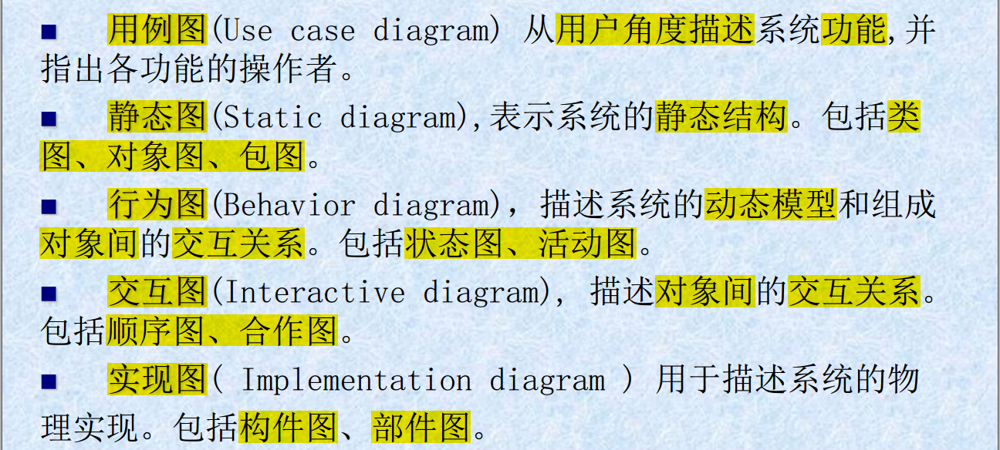 ■ 用例图(Use case diagram) 从用户角度描述系统功能,并
指出各功能的操作者。
■ 静态图(Static diagram),表示系统的静态结构。包括类
图、对象图、包图。
■ 行为图(Behavior diagram)，描述系统的动态模型和组成
对象间的交互关系。包括状态图、活动图。
■ 交互图(Interactive diagram), 描述对象间的交互关系。
包括顺序图、合作图。
■ 实现图( Implementation diagram ) 用于描述系统的物
理实现。包括构件图、部件图。